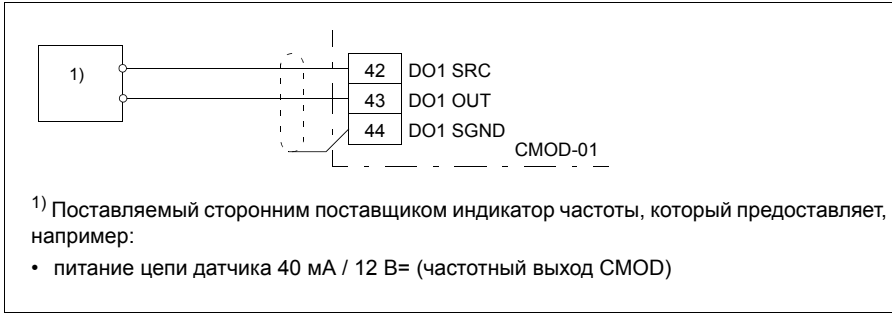 1)
42 DO1 SRC
43 DO1 OUT
44 DO1 SGND
CMOD-01
1) Поставляемый сторонним поставщиком индикатор частоты, который предоставляет,
например:
• питание цепи датчика 40 мА / 12 В= (частотный выход CMOD)